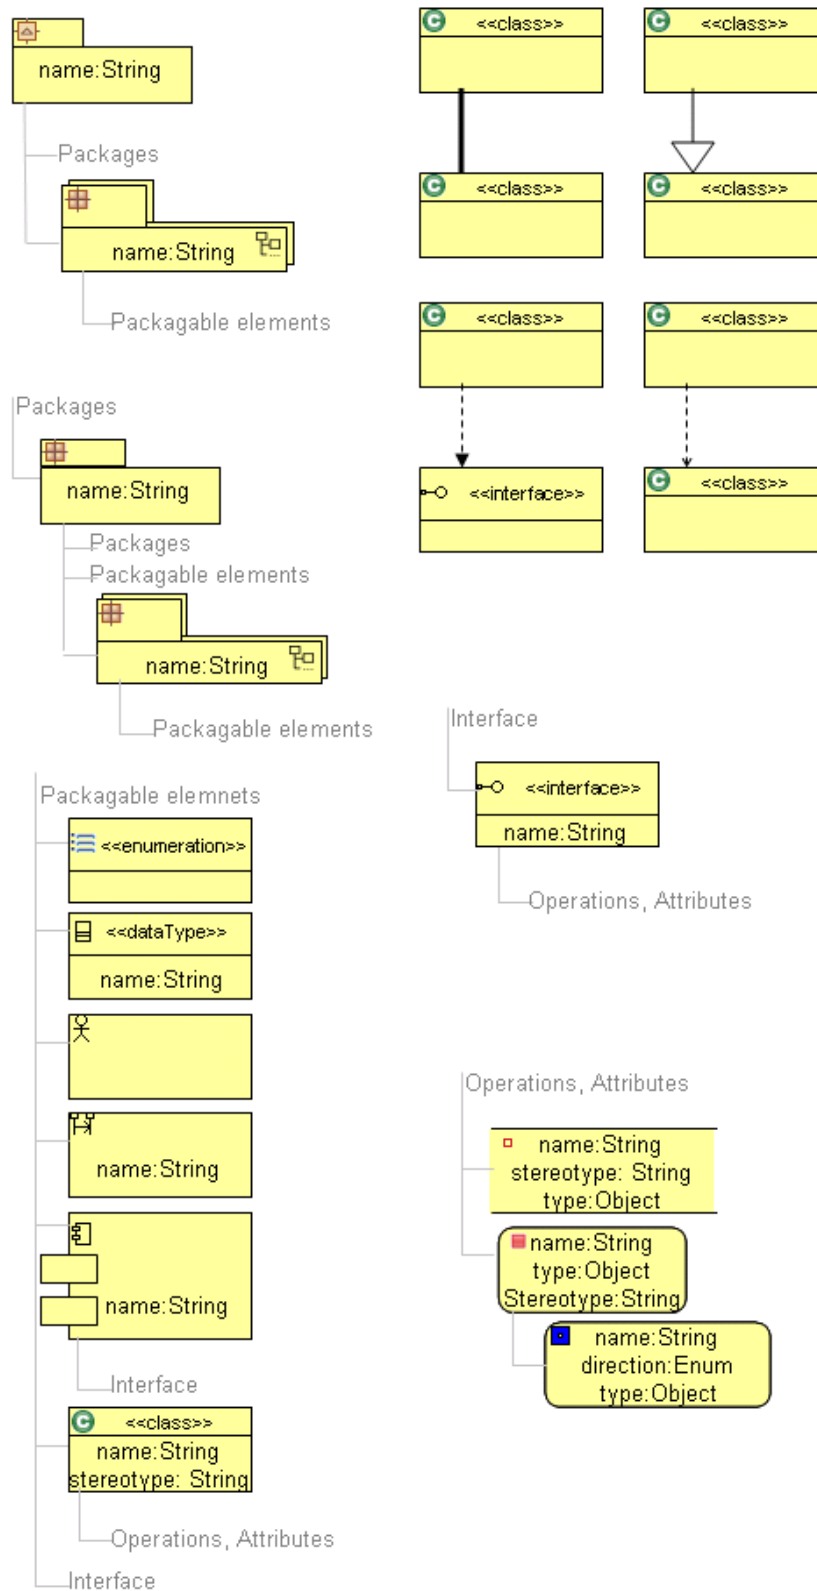 name:String
Packages
name:String
Packagable elements
Packages
name:String
Packages
Packagable elements
name:String
Packagable elements
Packagable elemnets
<<enumeration>>
<<dataType>>
name:String
name:String
name:String
Interface
C <<class>>
name:String
stereotype: String
Operations, Attributes
Interface
C <<class>>
C <<class>>
C <<class>>
C <<class>>
C <<class>>
C <<class>>
<<interface>>
C <<class>>
Interface
<<interface>>
name:String
Operations, Attributes
Operations, Attributes
name:String
stereotype: String
type:Object
name:String
type:Object
Stereotype:String
name:String
direction:Enum
type:Object